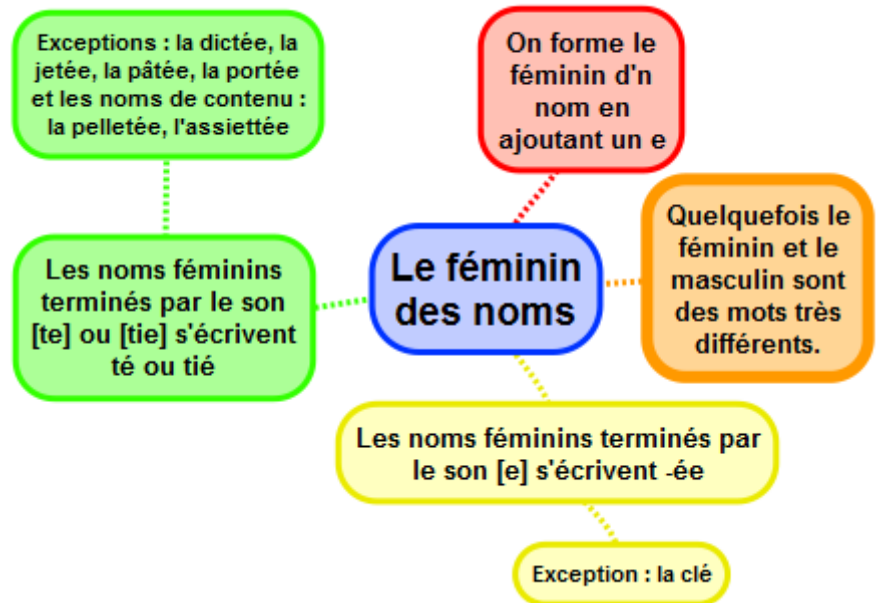 Exceptions : la dictée, la
jetée, la pâtée, la portée
et les noms de contenu :
la pelletée, l'assiettée
On forme le
féminin d'n
nom en
ajoutant un e
Les noms féminins
terminés par le son
[te] ou [tie] s'écrivent
té ou tié
Le féminin
des noms
Quelquefois le
féminin et le
masculin sont
des mots très
différents.
Les noms féminins terminés par
le son [e] s'écrivent -ée
Exception : la clé